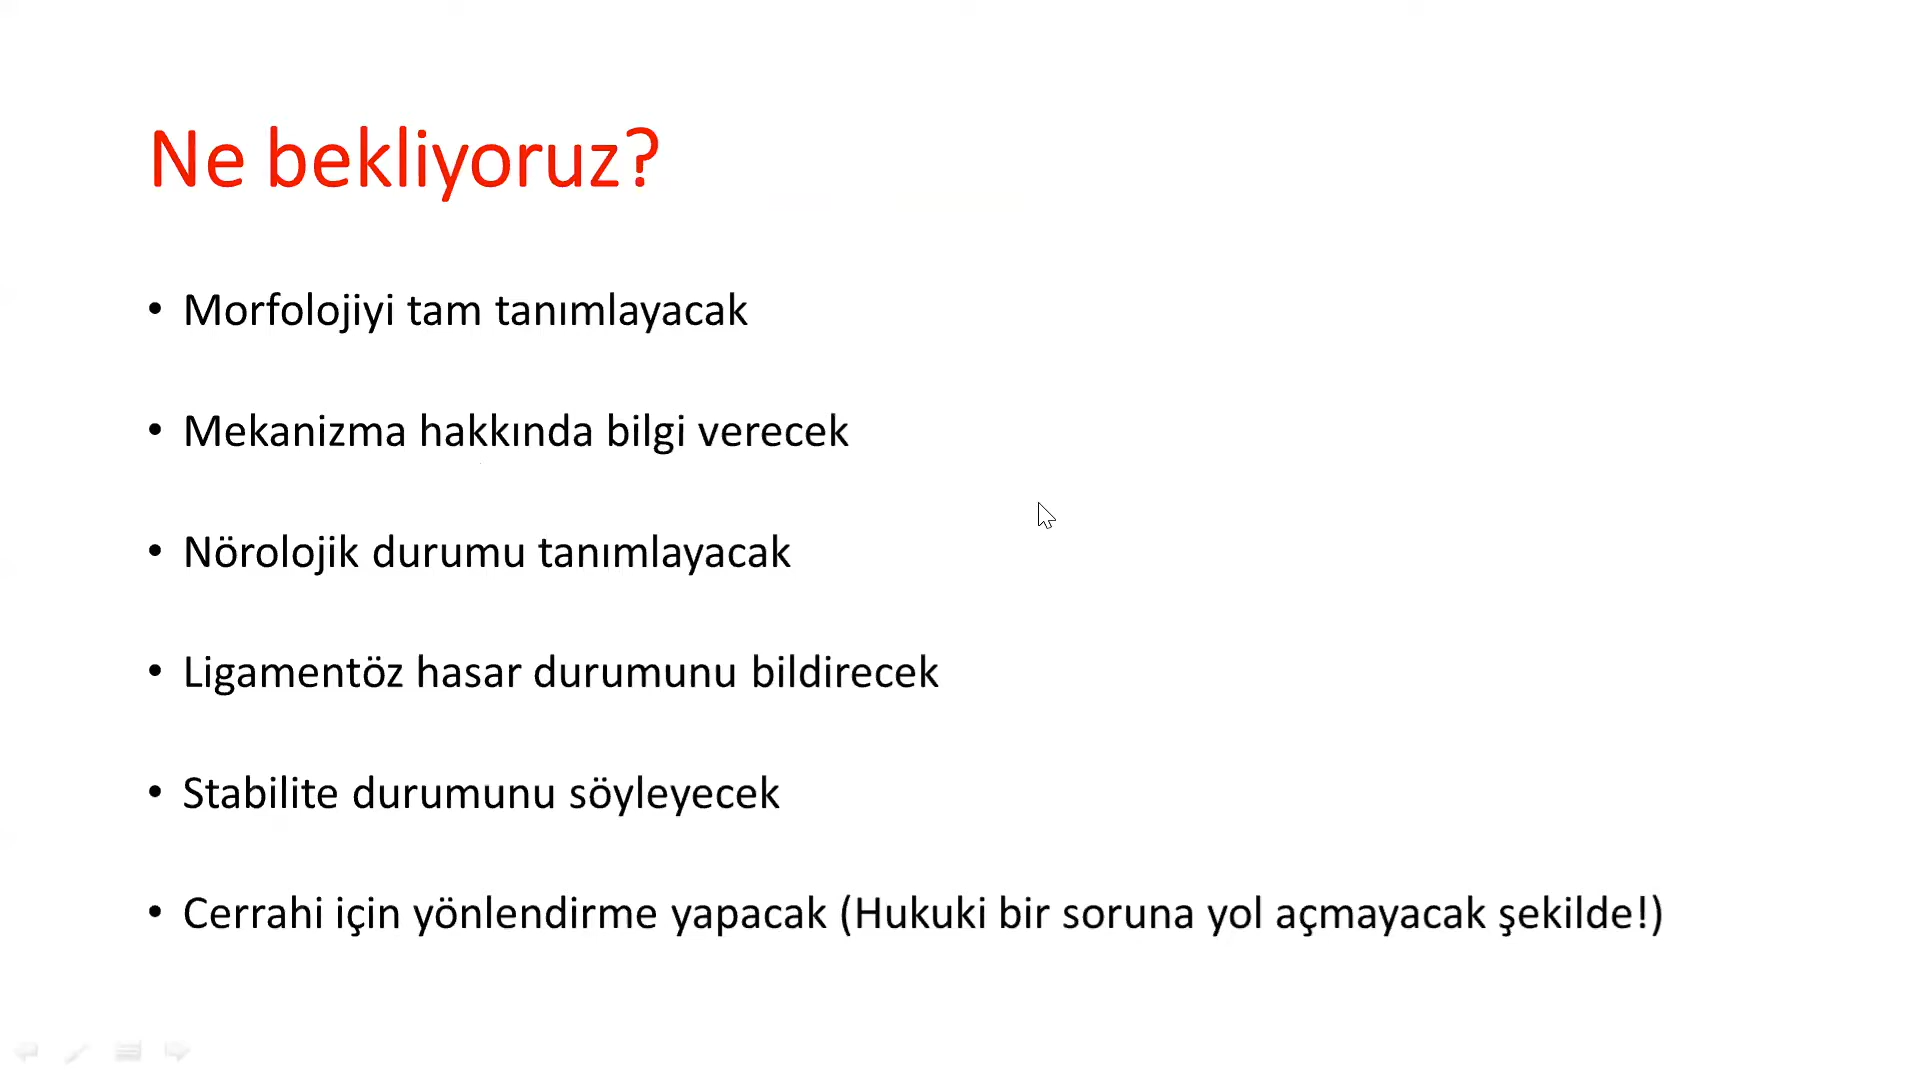 Ne bekliyoruz?
• Morfolojiyi tam tanımlayacak
• Mekanizma hakkında bilgi verecek
• Nörolojik durumu tanımlayacak
• Ligamentöz hasar durumunu bildirecek
• Stabilite durumunu söyleyecek
• Cerrahi için yönlendirme yapacak (Hukuki bir soruna yol açmayacak şekilde!)